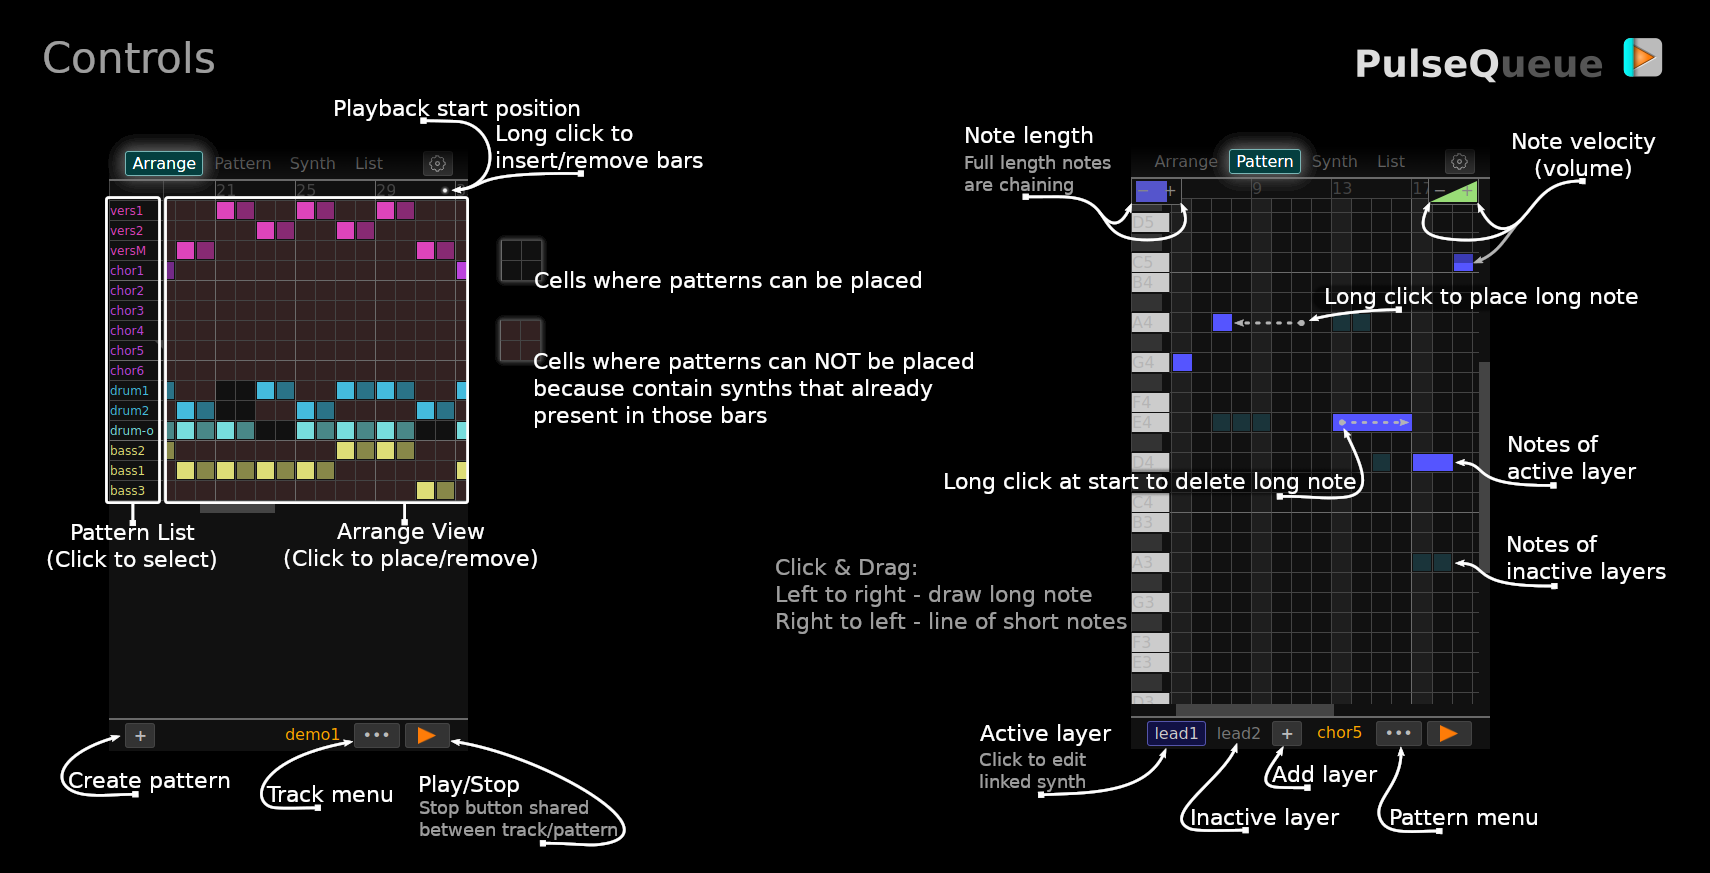 Controls
PulseQueue
Playback start position
Long click to
insert/remove bars
Arrange Pattern Synth List
21 25 29
vers1
vers2
versM
chor1
chor2
chor3
chor4
chor5
chor6
drum1
drum2
drum-o
bass2
bass1
bass3
Cells where patterns can be placed
Cells where patterns can NOT be placed
because contain synths that already
present in those bars
Pattern List
(Click to select)
Arrange View
(Click to place/remove)
+ demo1 •••
Create pattern
Track menu
Play/Stop
Stop button shared
between track/pattern
Note length
Full length notes
are chaining
Note velocity
(volume)
Arrange Pattern Synth List
− + 9 13 − +
D5
C5
B4
A4
G4
F4
E4
D4
C4
B3
A3
G3
F3
E3
D3
Long click to place long note
Long click at start to delete long note
Notes of
active layer
Notes of
inactive layers
Click & Drag:
Left to right - draw long note
Right to left - line of short notes
lead1 lead2 + chor5 •••
Active layer
Click to edit
linked synth
Inactive layer
Add layer
Pattern menu